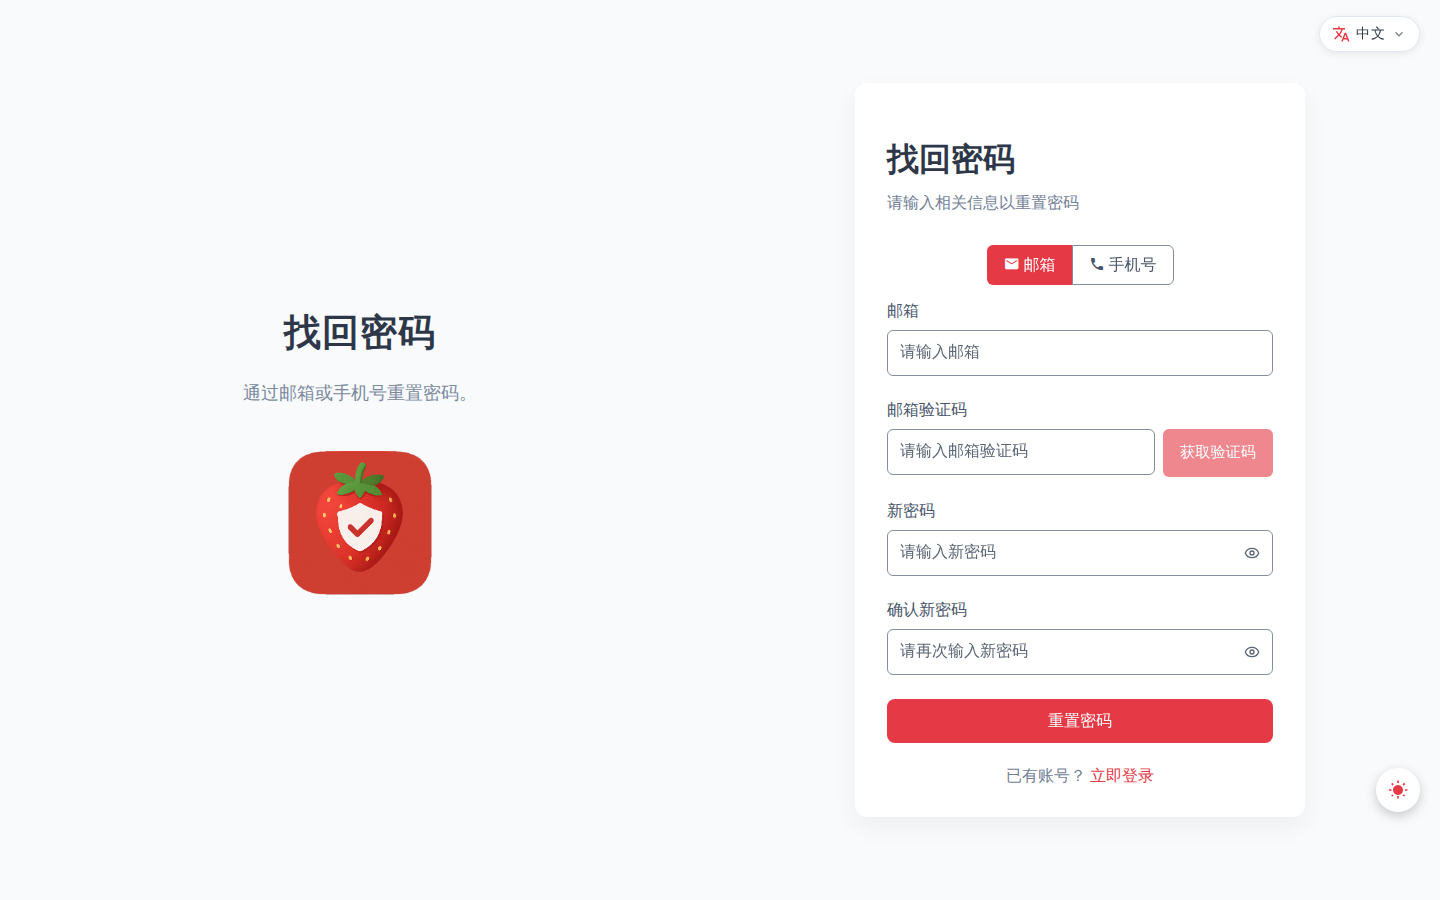 中文
找回密码
通过邮箱或手机号重置密码。
找回密码
请输入相关信息以重置密码
邮箱 手机号
邮箱
请输入邮箱
邮箱验证码
请输入邮箱验证码 获取验证码
新密码
请输入新密码
确认新密码
请再次输入新密码
重置密码
已有账号？ 立即登录